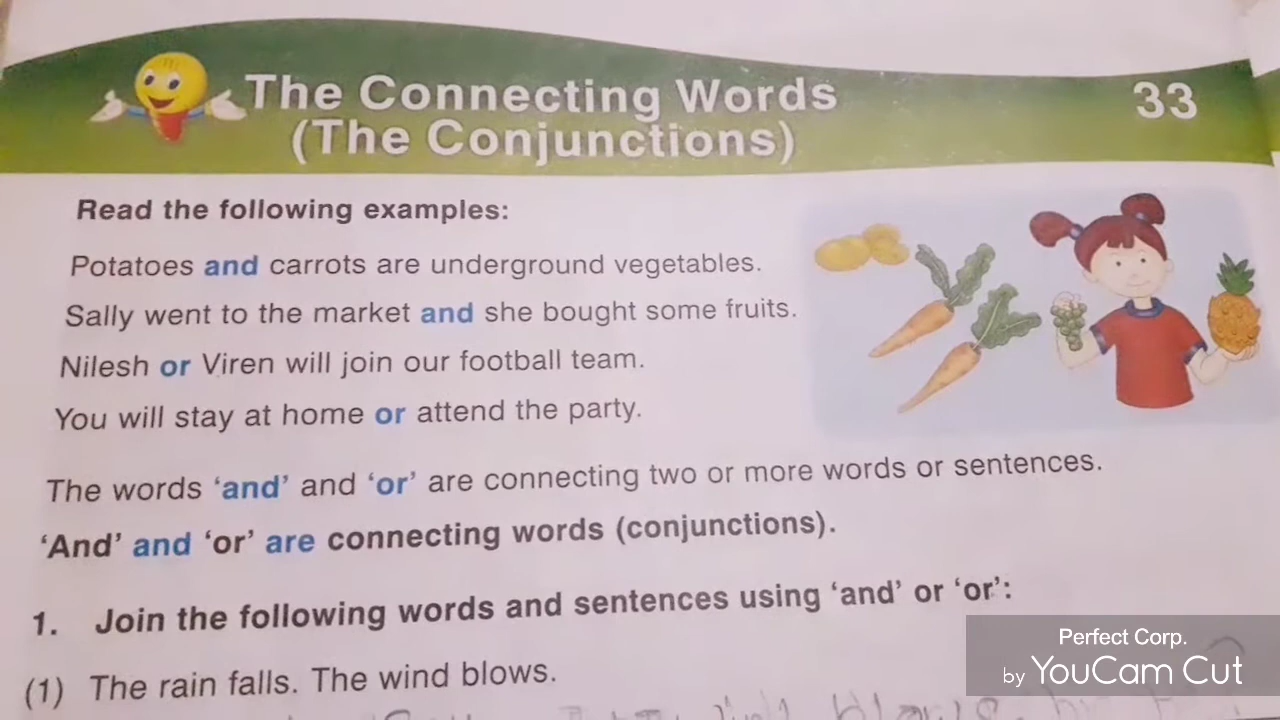 The Connecting Words
(The Conjunctions)
33
Read the following examples:
Potatoes and carrots are underground vegetables.
Sally went to the market and she bought some fruits.
Nilesh or Viren will join our football team.
You will stay at home or attend the party.
The words ‘and’ and ‘or’ are connecting two or more words or sentences.
‘And’ and ‘or’ are connecting words (conjunctions).
1. Join the following words and sentences using ‘and’ or ‘or’:
(1) The rain falls. The wind blows.
blows
Perfect Corp.
by YouCam Cut